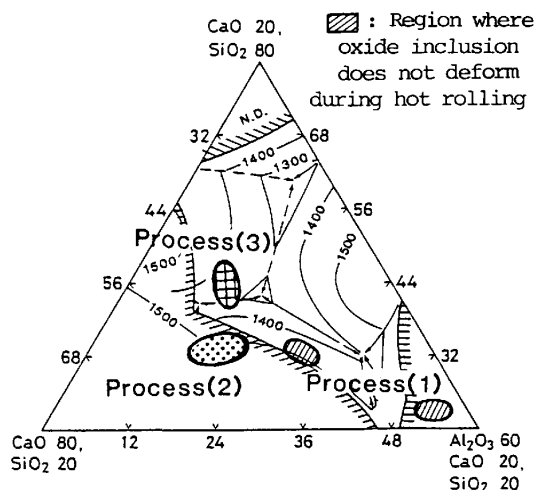 CaO 20,
SiO2 80
: Region where
oxide inclusion
does not deform
during hot rolling
N.D.
32
68
1400
1300
44
56
1400
Process(3)
1500
1500
56
44
1500
1400
68
32
Process(2)
Process(1)
CaO 80,
SiO2 20
12
24
36
48
Al2O3 60
CaO 20,
SiO2 20